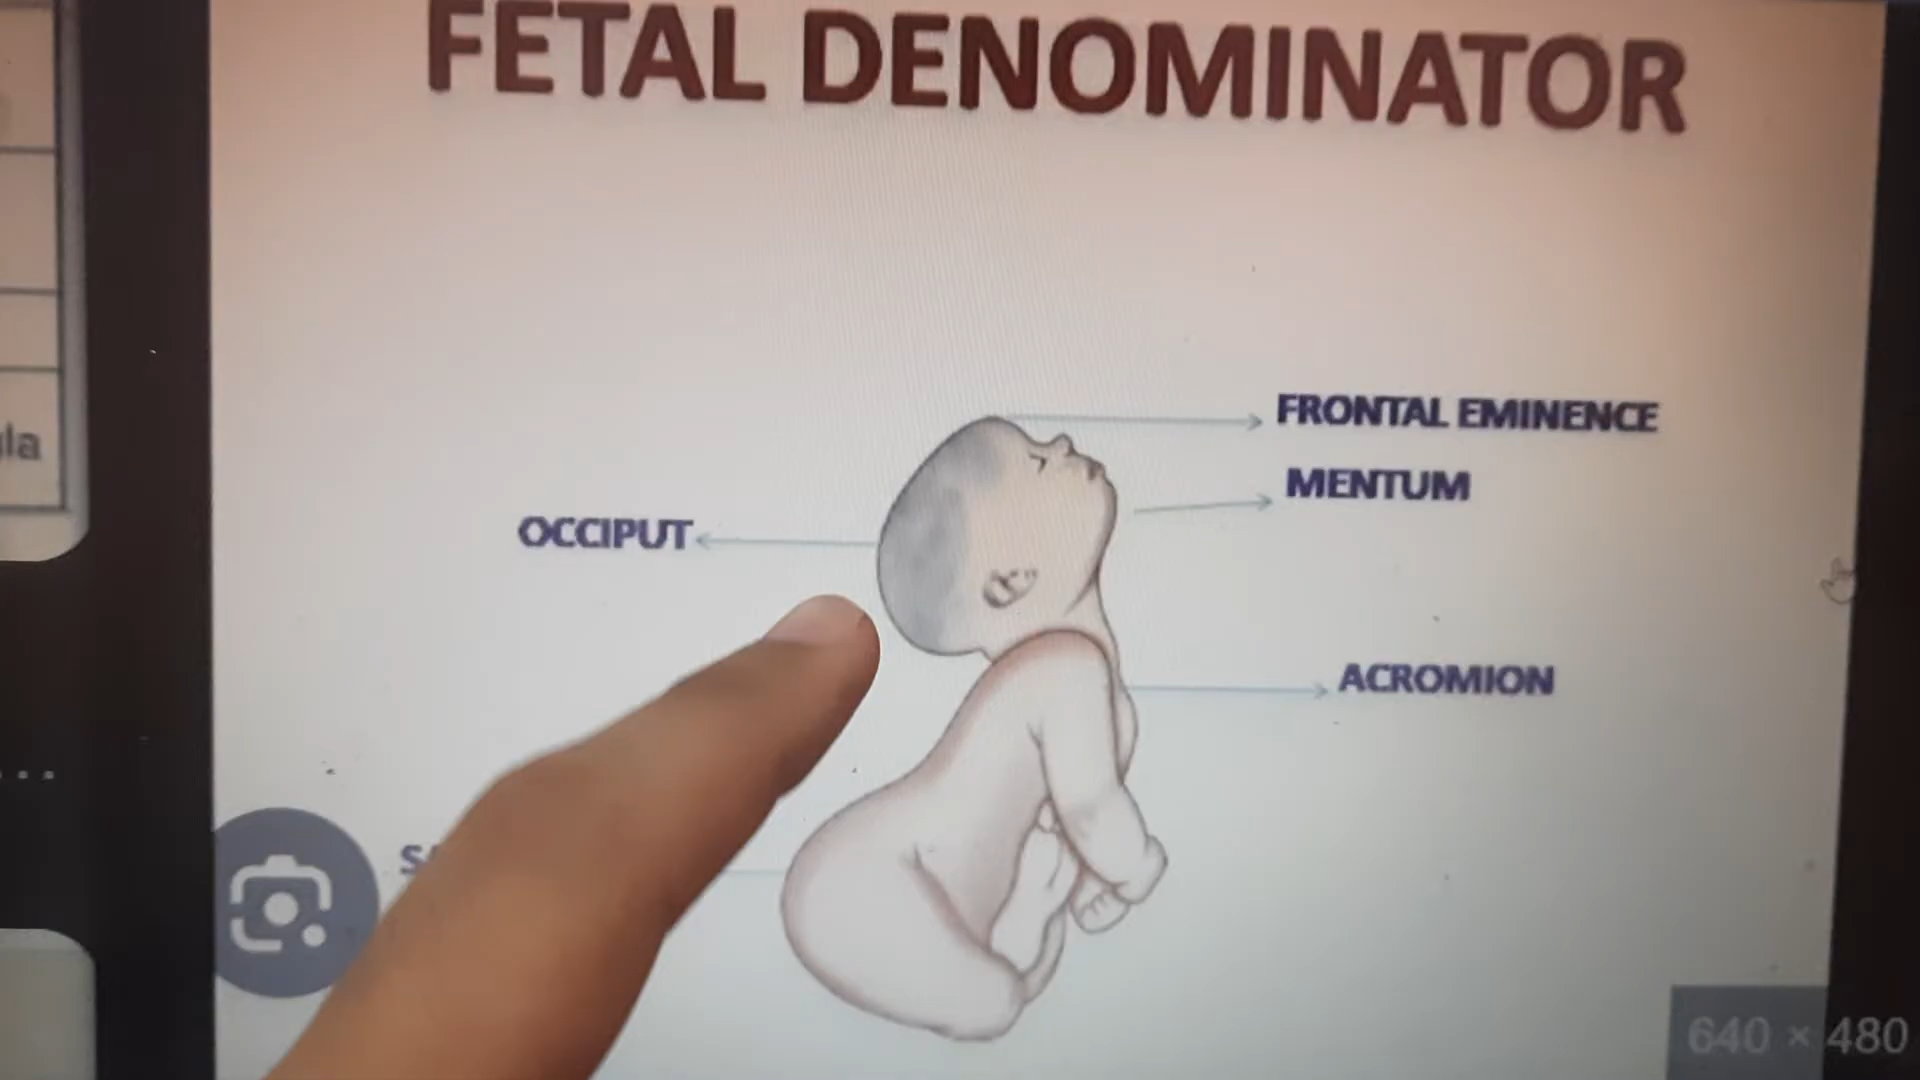 FETAL DENOMINATOR
FRONTAL EMINENCE
MENTUM
OCCIPUT
ACROMION
640 × 480